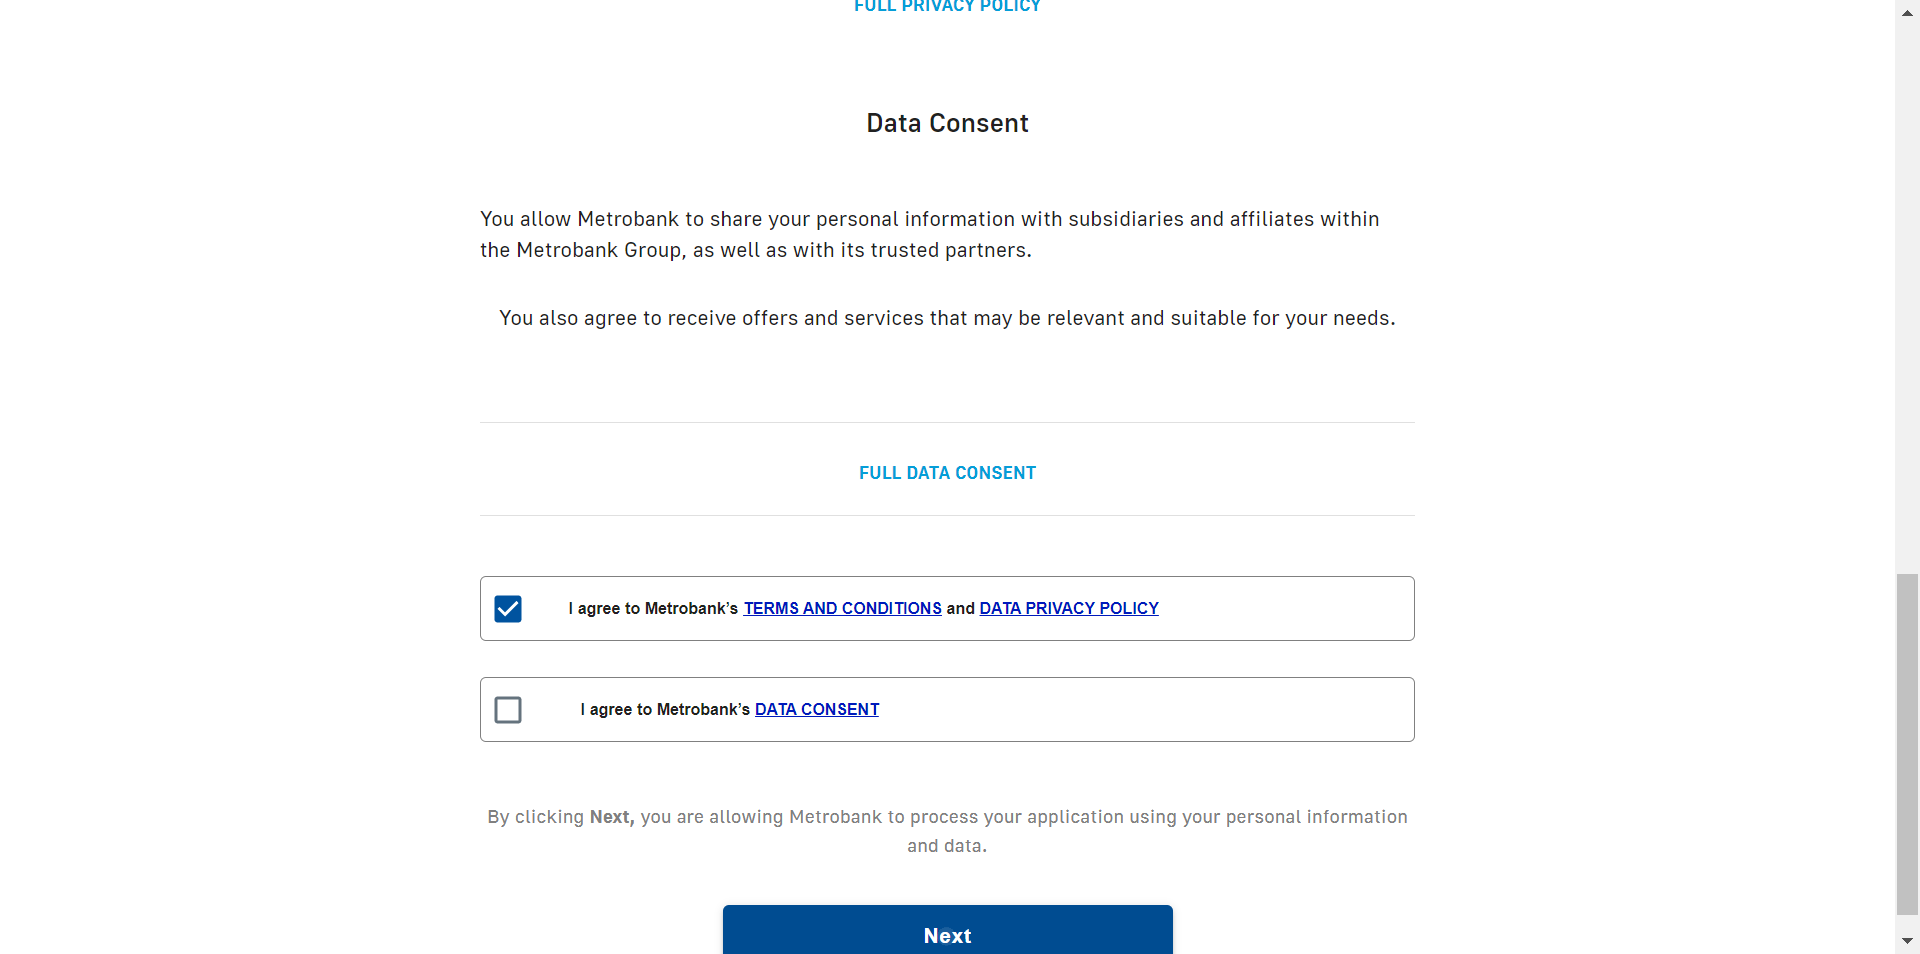 FULL PRIVACY POLICY
Data Consent
You allow Metrobank to share your personal information with subsidiaries and affiliates within
the Metrobank Group, as well as with its trusted partners.
You also agree to receive offers and services that may be relevant and suitable for your needs.
FULL DATA CONSENT
I agree to Metrobank’s TERMS AND CONDITIONS and DATA PRIVACY POLICY
I agree to Metrobank’s DATA CONSENT
By clicking Next, you are allowing Metrobank to process your application using your personal information
and data.
Next